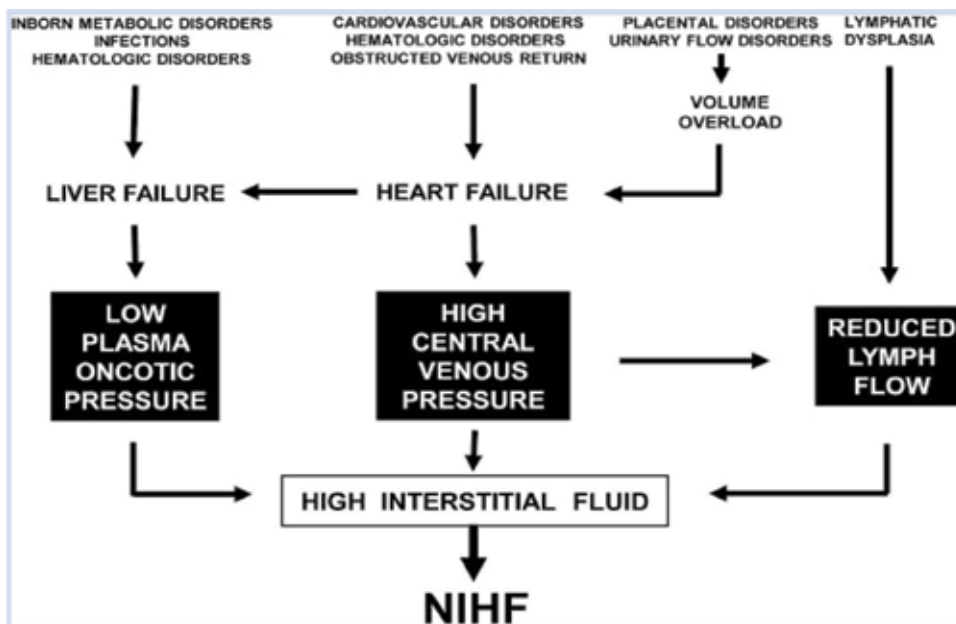 INBORN METABOLIC DISORDERS
INFECTIONS
HEMATOLOGIC DISORDERS
CARDIOVASCULAR DISORDERS
HEMATOLOGIC DISORDERS
OBSTRUCTED VENOUS RETURN
PLACENTAL DISORDERS
URINARY FLOW DISORDERS
LYMPHATIC
DYSPLASIA
VOLUME
OVERLOAD
LIVER FAILURE
HEART FAILURE
LOW
PLASMA
ONCOTIC
PRESSURE
HIGH
CENTRAL
VENOUS
PRESSURE
REDUCED
LYMPH
FLOW
HIGH INTERSTITIAL FLUID
NIHF